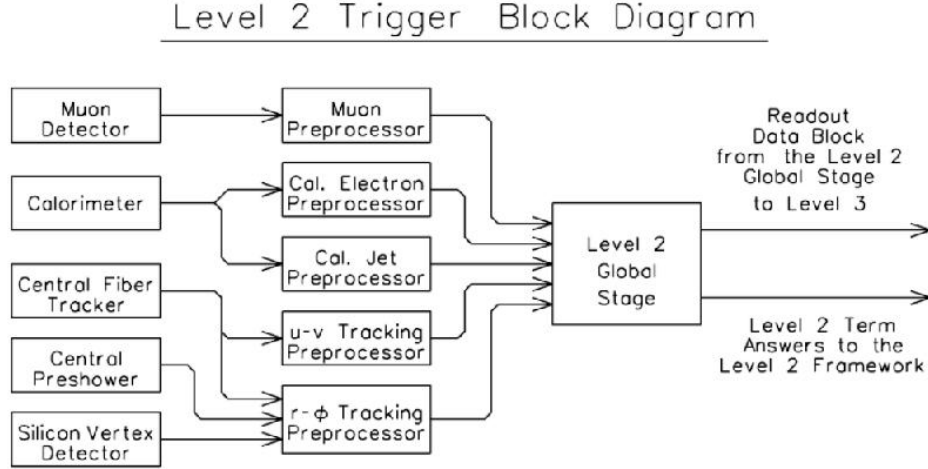 Level 2 Trigger Block Diagram
Muon
Detector
Muon
Preprocessor
Calorimeter
Cal. Electron
Preprocessor
Cal. Jet
Preprocessor
Central Fiber
Tracker
u-v Tracking
Preprocessor
Central
Preshower
r-ϕ Tracking
Preprocessor
Silicon Vertex
Detector
Level 2
Global
Stage
Readout
Data Block
from the Level 2
Global Stage
to Level 3
Level 2 Term
Answers to the
Level 2 Framework